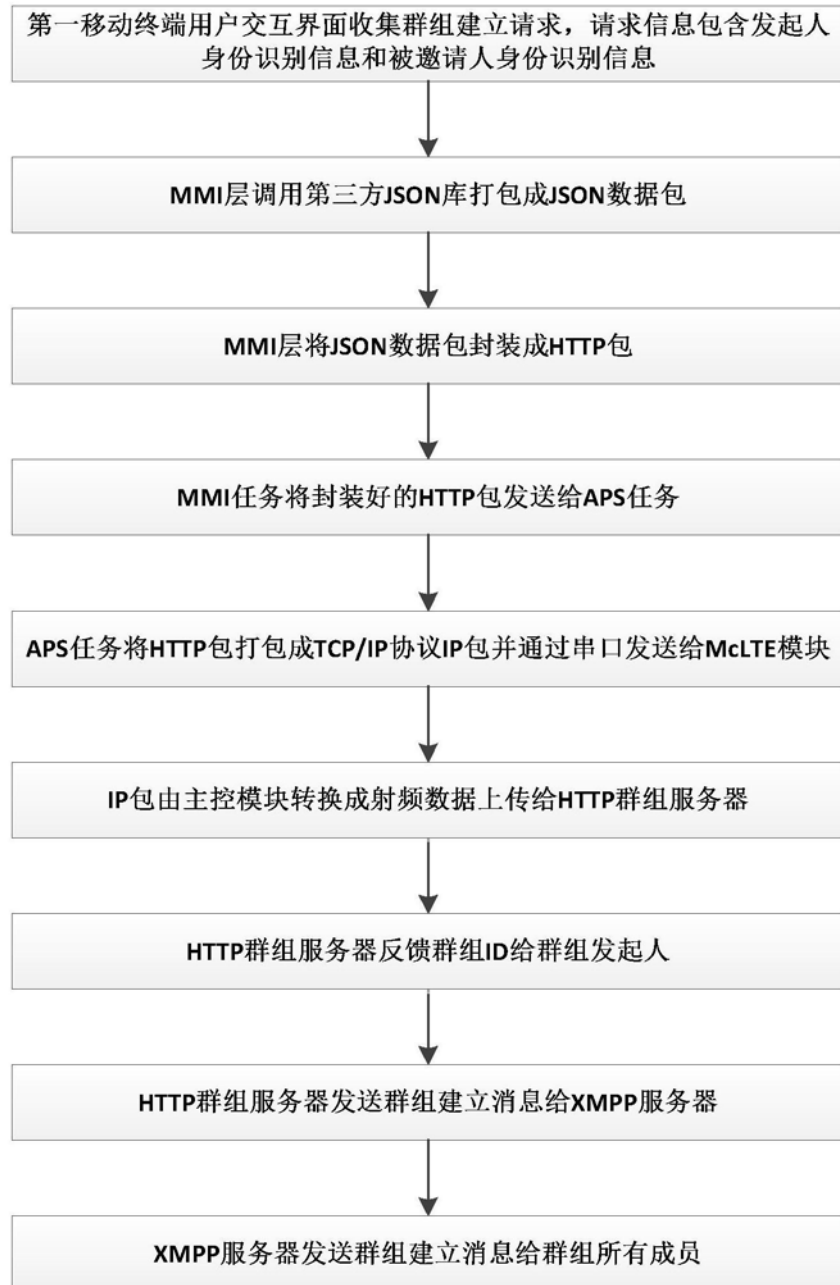 第一移动终端用户交互界面收集群组建立请求，请求信息包含发起人
身份识别信息和被邀请人身份识别信息
MMI层调用第三方JSON库打包成JSON数据包
MMI层将JSON数据包封装成HTTP包
MMI任务将封装好的HTTP包发送给APS任务
APS任务将HTTP包打包成TCP/IP协议IP包并通过串口发送给McLTE模块
IP包由主控模块转换成射频数据上传给HTTP群组服务器
HTTP群组服务器反馈群组ID给群组发起人
HTTP群组服务器发送群组建立消息给XMPP服务器
XMPP服务器发送群组建立消息给群组所有成员